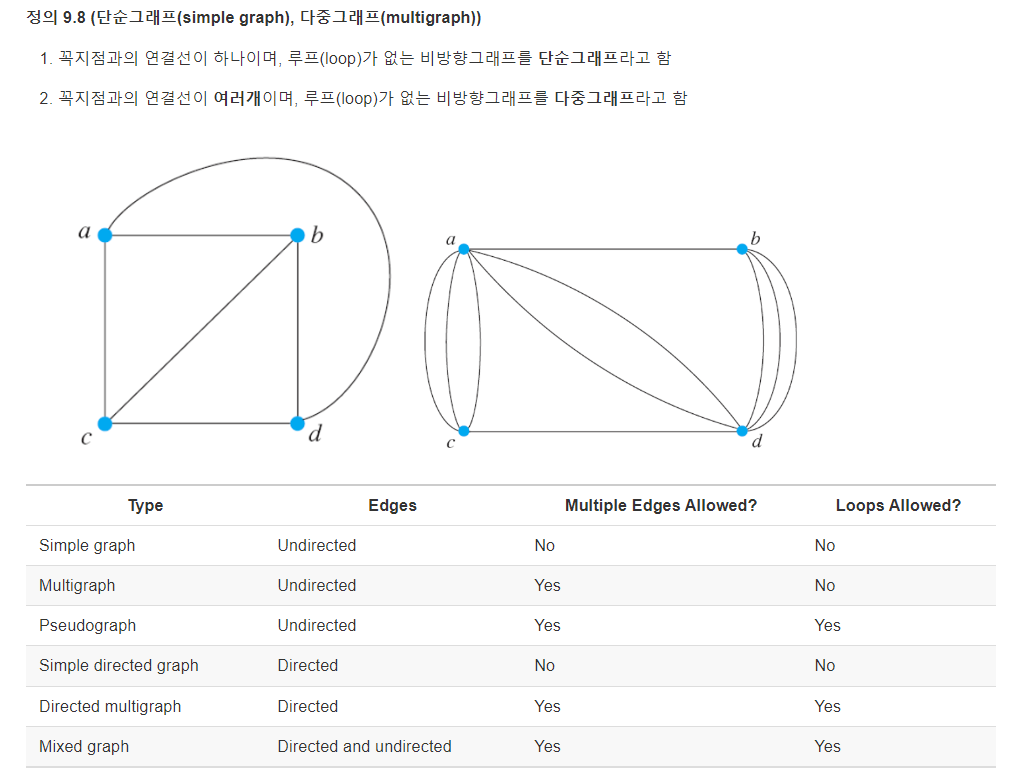 정의 9.8 (단순그래프(simple graph), 다중그래프(multigraph))
1. 꼭지점과의 연결선이 하나이며, 루프(loop)가 없는 비방향그래프를 단순그래프라고 함
2. 꼭지점과의 연결선이 여러개이며, 루프(loop)가 없는 비방향그래프를 다중그래프라고 함
a b
c d
a b
c d
Type Edges Multiple Edges Allowed? Loops Allowed?
Simple graph Undirected No No
Multigraph Undirected Yes No
Pseudograph Undirected Yes Yes
Simple directed graph Directed No No
Directed multigraph Directed Yes Yes
Mixed graph Directed and undirected Yes Yes